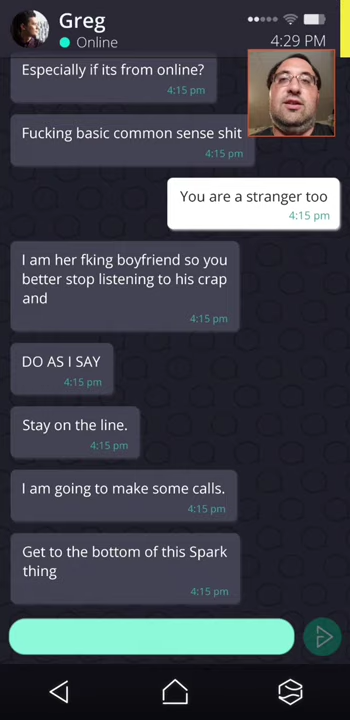 Greg
Online
4:29 PM
Especially if its from online?
4:15 pm
Fucking basic common sense shit
4:15 pm
You are a stranger too
4:15 pm
I am her fking boyfriend so you
better stop listening to his crap
and
4:15 pm
DO AS I SAY
4:15 pm
Stay on the line.
4:15 pm
I am going to make some calls.
4:15 pm
Get to the bottom of this Spark
thing
4:15 pm